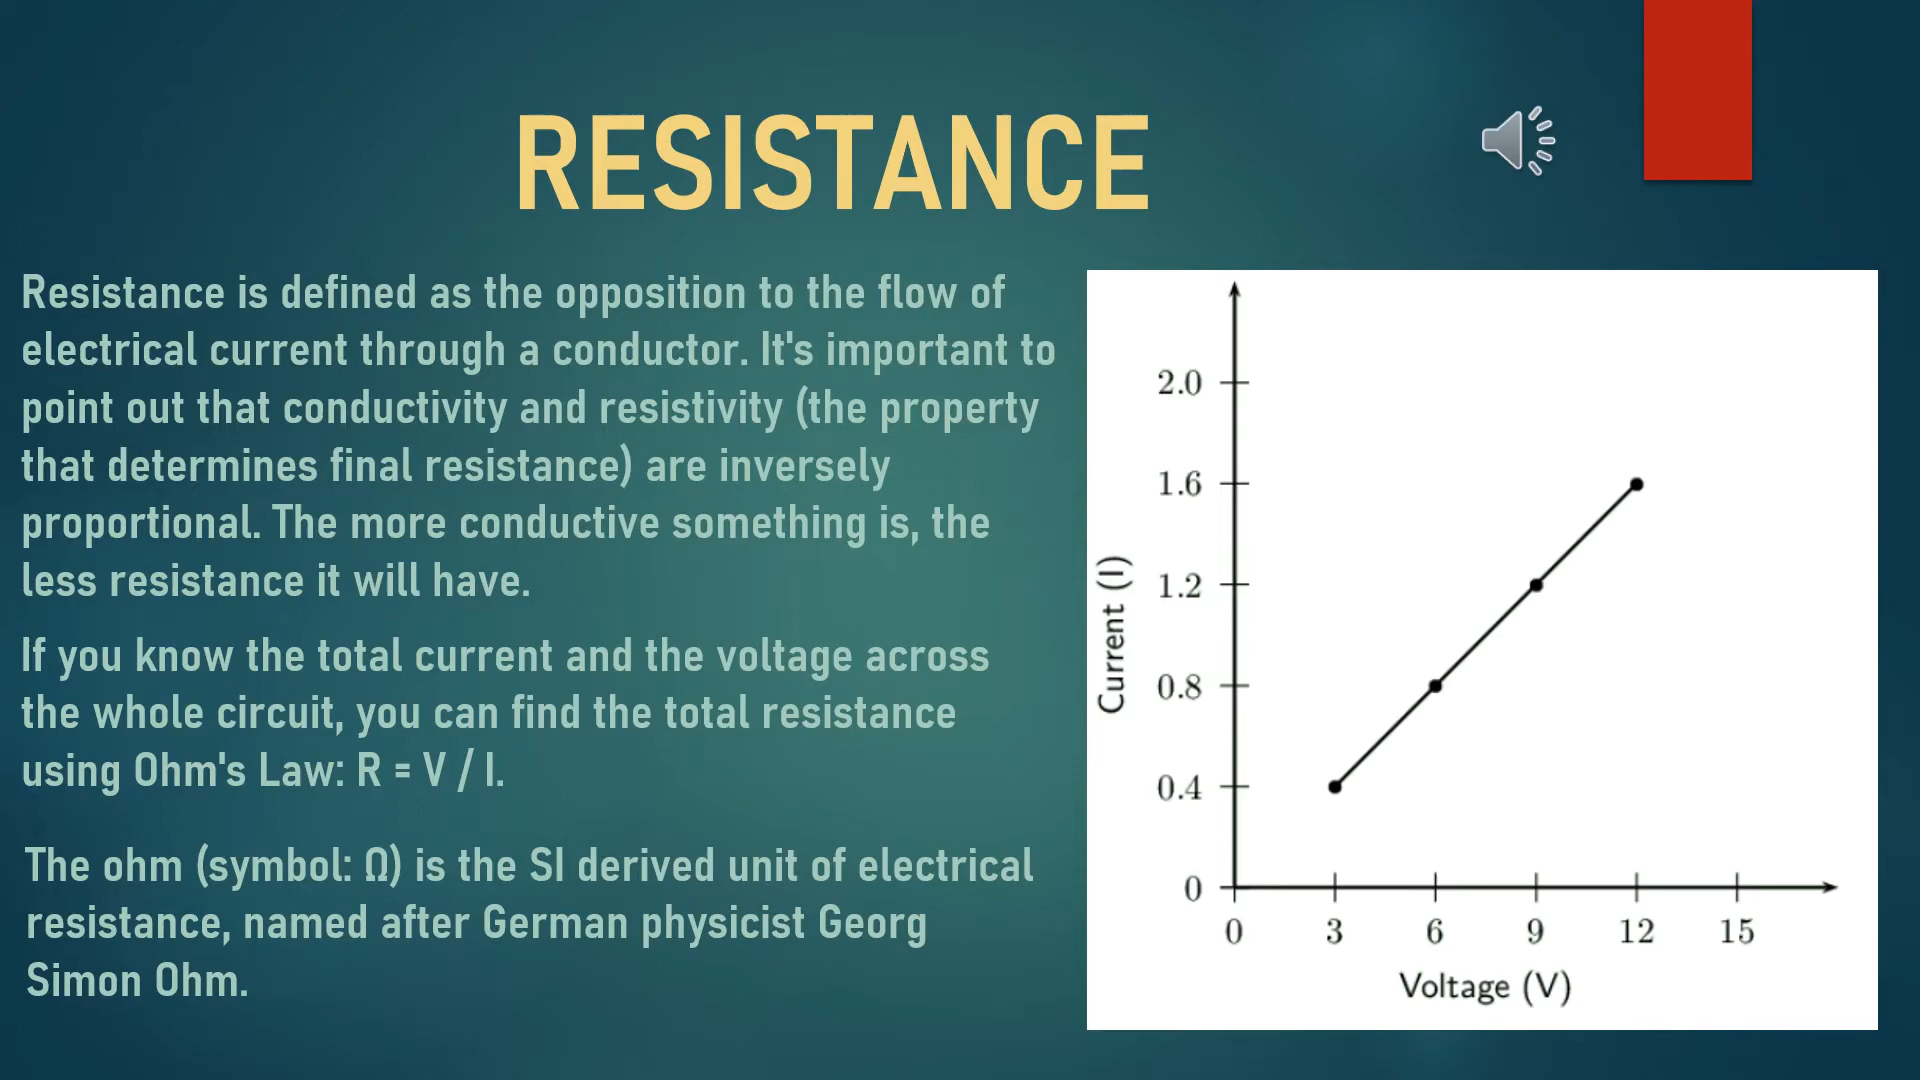 RESISTANCE
Resistance is defined as the opposition to the flow of
electrical current through a conductor. It's important to
point out that conductivity and resistivity (the property
that determines final resistance) are inversely
proportional. The more conductive something is, the
less resistance it will have.
If you know the total current and the voltage across
the whole circuit, you can find the total resistance
using Ohm's Law: R = V / I.
The ohm (symbol: Ω) is the SI derived unit of electrical
resistance, named after German physicist Georg
Simon Ohm.
Current (I)
2.0
1.6
1.2
0.8
0.4
0
0 3 6 9 12 15
Voltage (V)